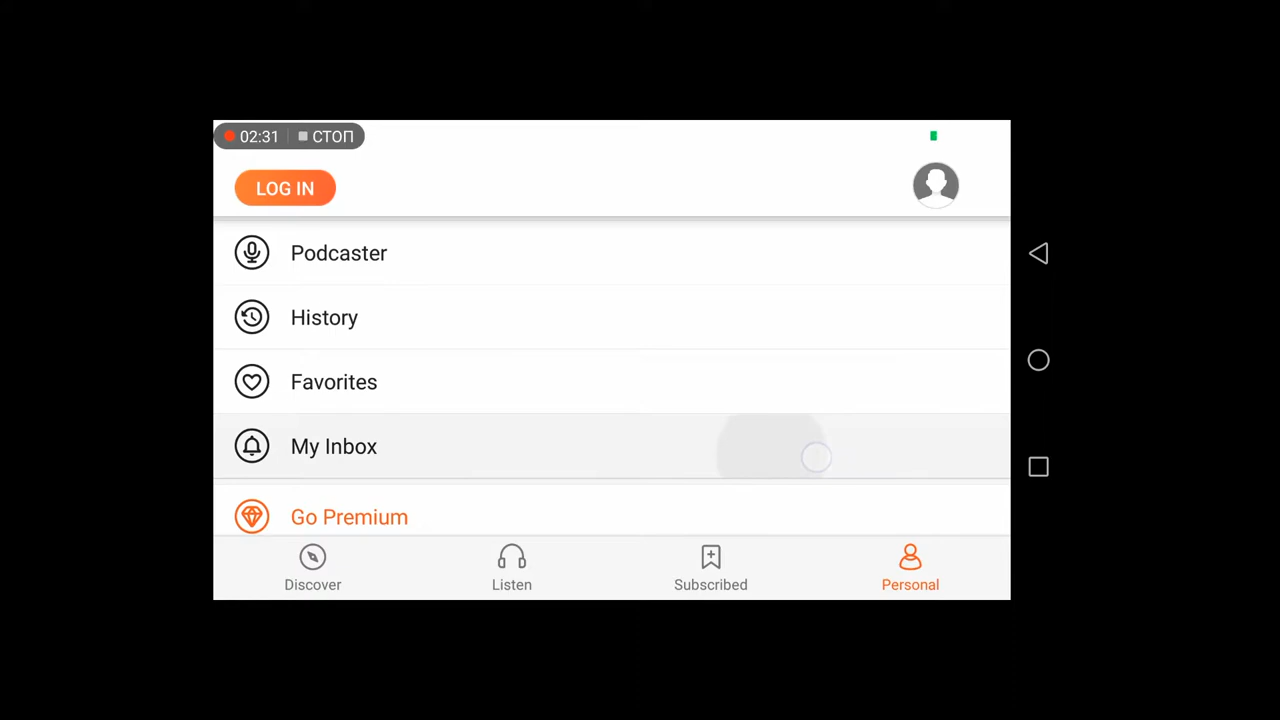 02:31 СТОП
LOG IN
Podcaster
History
Favorites
My Inbox
Go Premium
Discover Listen Subscribed Personal